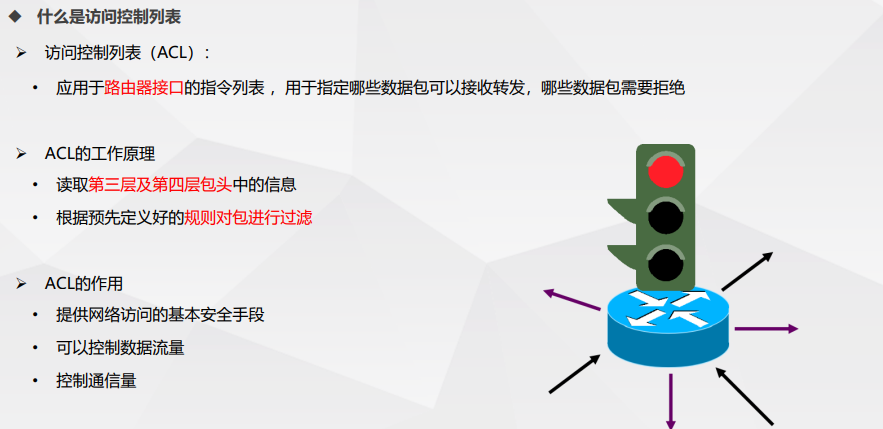 ◆ 什么是访问控制列表
➢ 访问控制列表（ACL）:
• 应用于路由器接口的指令列表 ，用于指定哪些数据包可以接收转发，哪些数据包需要拒绝
➢ ACL的工作原理
• 读取第三层及第四层包头中的信息
• 根据预先定义好的规则对包进行过滤
➢ ACL的作用
• 提供网络访问的基本安全手段
• 可以控制数据流量
• 控制通信量